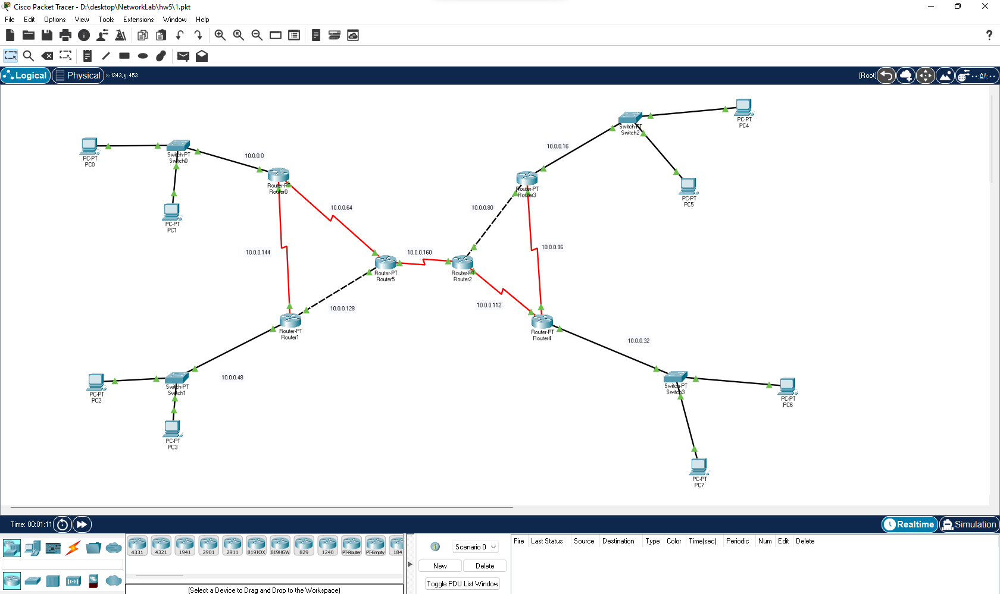 Cisco Packet Tracer - D:\desktop\NetworkLab\hw5\1.pkt
File Edit Options View Tools Extensions Window Help
?
Logical Physical x: 1343, y: 453 [Root] ۰۰:۵۸:۰۰
PC-PT
PC4
Switch-PT
Switch2
10.0.0.16
PC-PT
PC0
Switch-PT
Switch0
10.0.0.0
Router-PT
Router0
Router-PT
Router3
PC-PT
PC5
10.0.0.64
10.0.0.80
PC-PT
PC1
10.0.0.144
10.0.0.160
10.0.0.96
Router-PT
Router5
Router-PT
Router2
10.0.0.128
10.0.0.112
Router-PT
Router1
Router-PT
Router4
10.0.0.32
10.0.0.48
PC-PT
PC2
Switch-PT
Switch1
Switch-PT
Switch3
PC-PT
PC6
PC-PT
PC3
PC-PT
PC7
Time: 00:01:11 Realtime Simulation
4331 4321 1941 2901 2911 819IOX 819HGW 829 1240 PT-Router PT-Empty 184
Scenario 0
New Delete
Toggle PDU List Window
Fire Last Status Source Destination Type Color Time(sec) Periodic Num Edit Delete
(Select a Device to Drag and Drop to the Workspace)